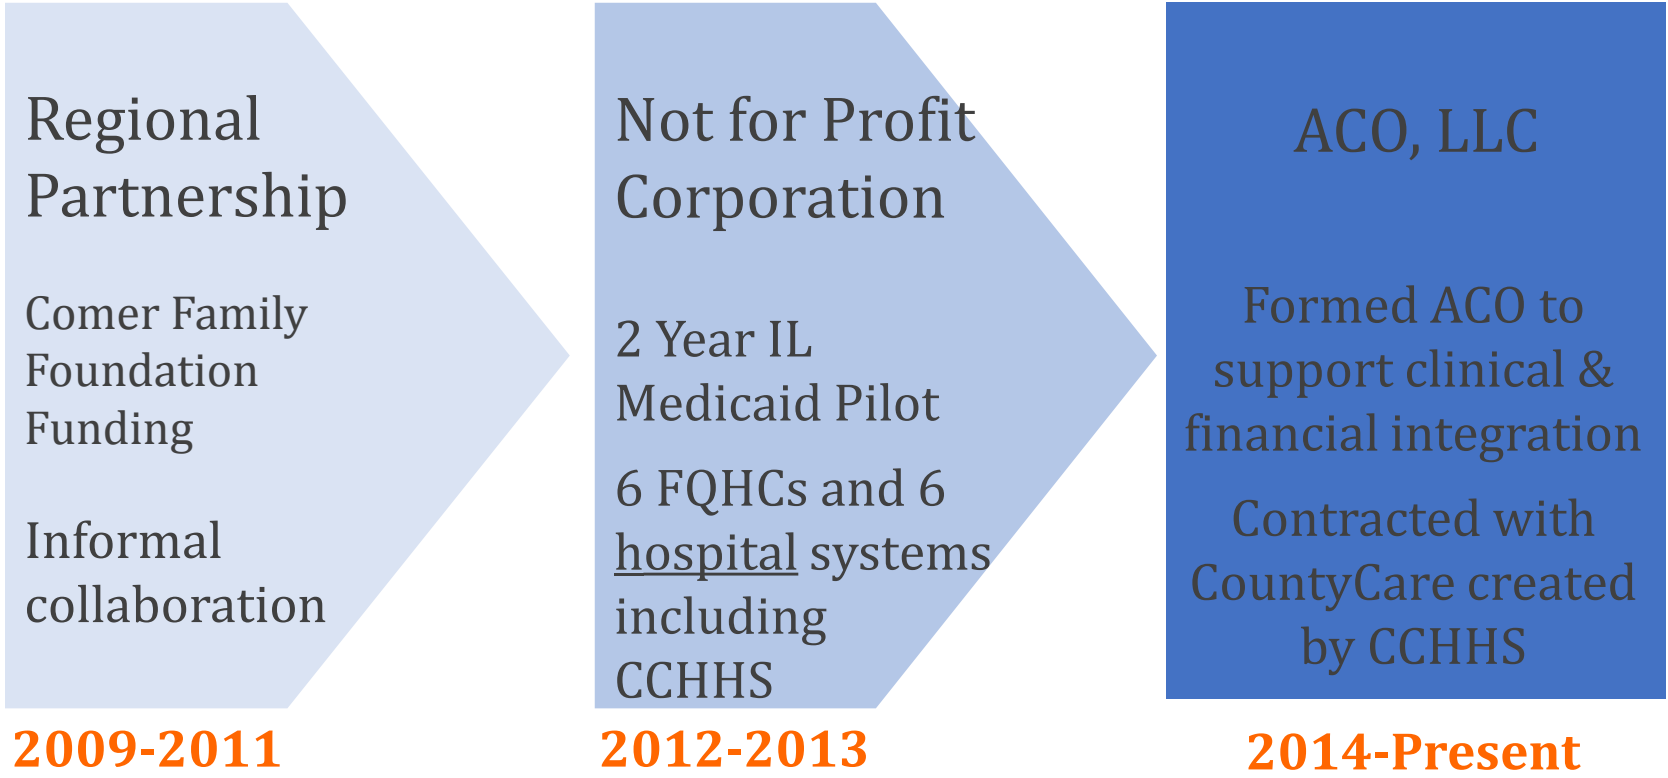 Regional
Partnership
Comer Family
Foundation
Funding
Informal
collaboration
2009-2011
Not for Profit
Corporation
2 Year IL
Medicaid Pilot
6 FQHCs and 6
hospital systems
including
CCHHS
2012-2013
ACO, LLC
Formed ACO to
support clinical &
financial integration
Contracted with
CountyCare created
by CCHHS
2014-Present